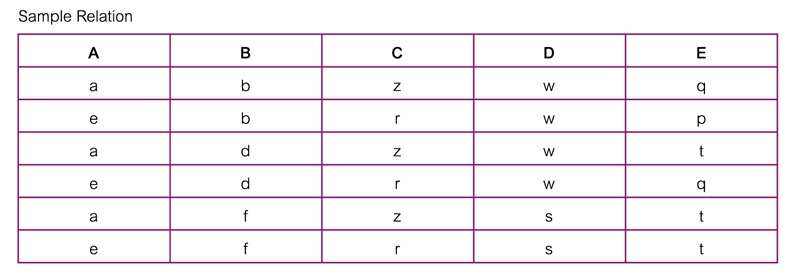 Sample Relation
A B C D E
a b z w q
e b r w p
a d z w t
e d r w q
a f z s t
e f r s t